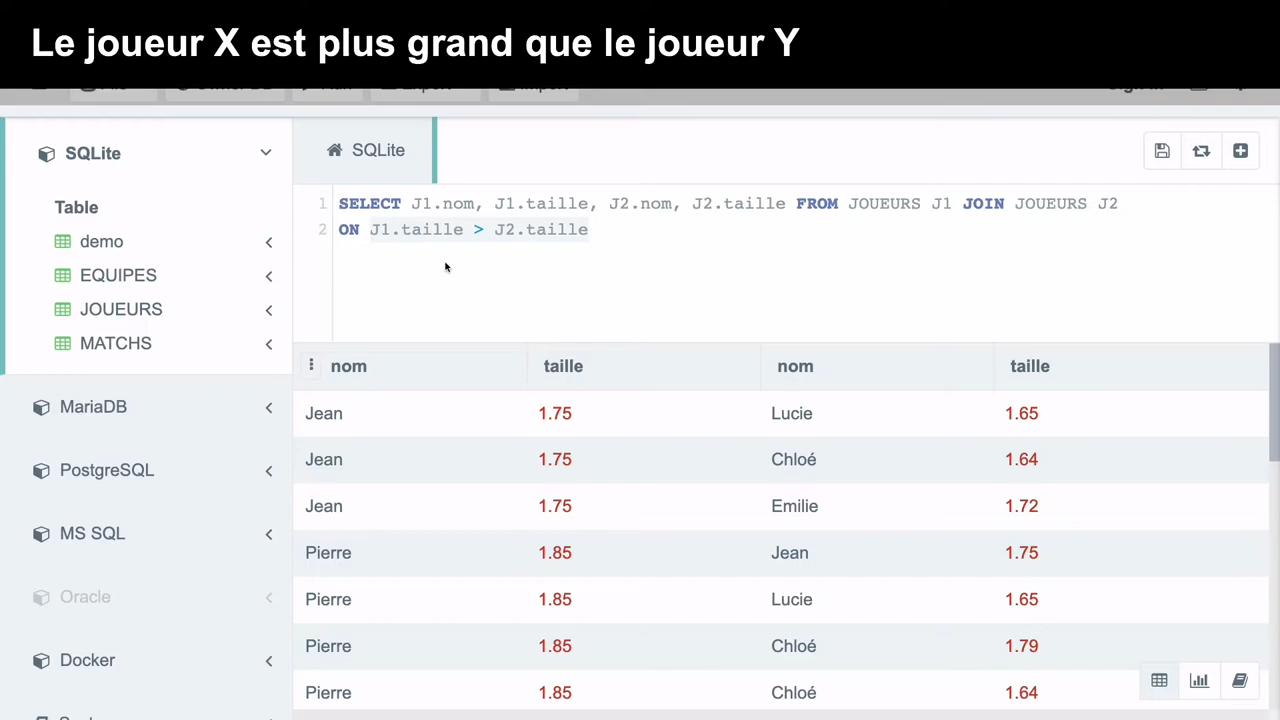 Le joueur X est plus grand que le joueur Y
SQLite
SQLite
Table
demo
EQUIPES
JOUEURS
MATCHS
MariaDB
PostgreSQL
MS SQL
Oracle
Docker
1 SELECT J1.nom, J1.taille, J2.nom, J2.taille FROM JOUEURS J1 JOIN JOUEURS J2
2 ON J1.taille > J2.taille
nom taille nom taille
Jean 1.75 Lucie 1.65
Jean 1.75 Chloé 1.64
Jean 1.75 Emilie 1.72
Pierre 1.85 Jean 1.75
Pierre 1.85 Lucie 1.65
Pierre 1.85 Chloé 1.79
Pierre 1.85 Chloé 1.64